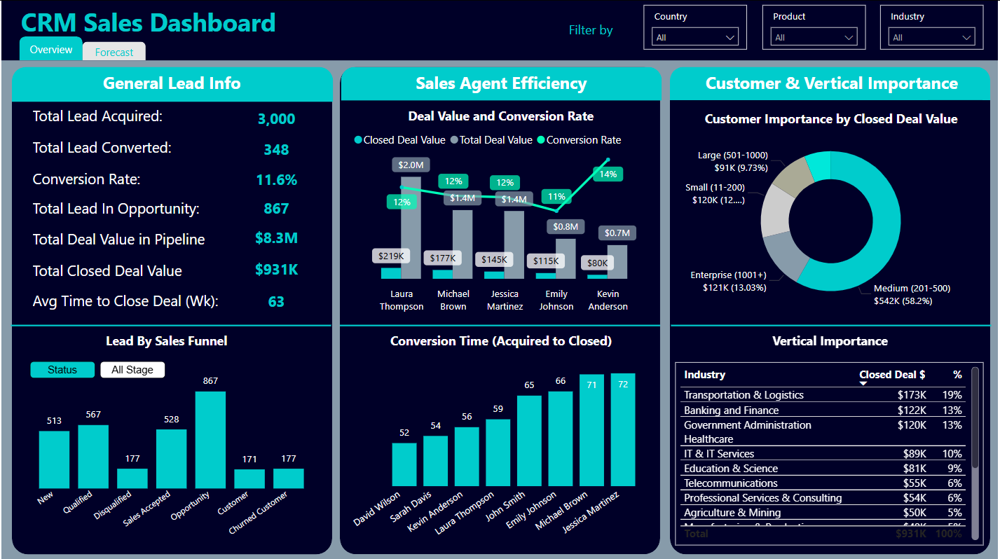 CRM Sales Dashboard
Overview
Forecast
Filter by
Country
All
Product
All
Industry
All
General Lead Info
Total Lead Acquired: 3,000
Total Lead Converted: 348
Conversion Rate: 11.6%
Total Lead In Opportunity: 867
Total Deal Value in Pipeline $8.3M
Total Closed Deal Value $931K
Avg Time to Close Deal (Wk): 63
Lead By Sales Funnel
Status
All Stage
513
567
177
528
867
171
177
New
Qualified
Disqualified
Sales Accepted
Opportunity
Customer
Churned Customer
Sales Agent Efficiency
Deal Value and Conversion Rate
Closed Deal Value Total Deal Value Conversion Rate
$2.0M
$1.4M
$1.4M
$0.8M
$0.7M
12%
12%
12%
11%
14%
$219K
$177K
$145K
$115K
$80K
Laura
Thompson
Michael
Brown
Jessica
Martinez
Emily
Johnson
Kevin
Anderson
Conversion Time (Acquired to Closed)
52
54
56
59
65
66
71
72
David Wilson
Sarah Davis
Kevin Anderson
Laura Thompson
John Smith
Emily Johnson
Michael Brown
Jessica Martinez
Customer & Vertical Importance
Customer Importance by Closed Deal Value
Large (501-1000)
$91K (9.73%)
Small (11-200)
$120K (12....)
Enterprise (1001+)
$121K (13.03%)
Medium (201-500)
$542K (58.2%)
Vertical Importance
Industry Closed Deal $ %
Transportation & Logistics $173K 19%
Banking and Finance $122K 13%
Government Administration $120K 13%
Healthcare
IT & IT Services $89K 10%
Education & Science $81K 9%
Telecommunications $55K 6%
Professional Services & Consulting $54K 6%
Agriculture & Mining $50K 5%
Total $931K 100%